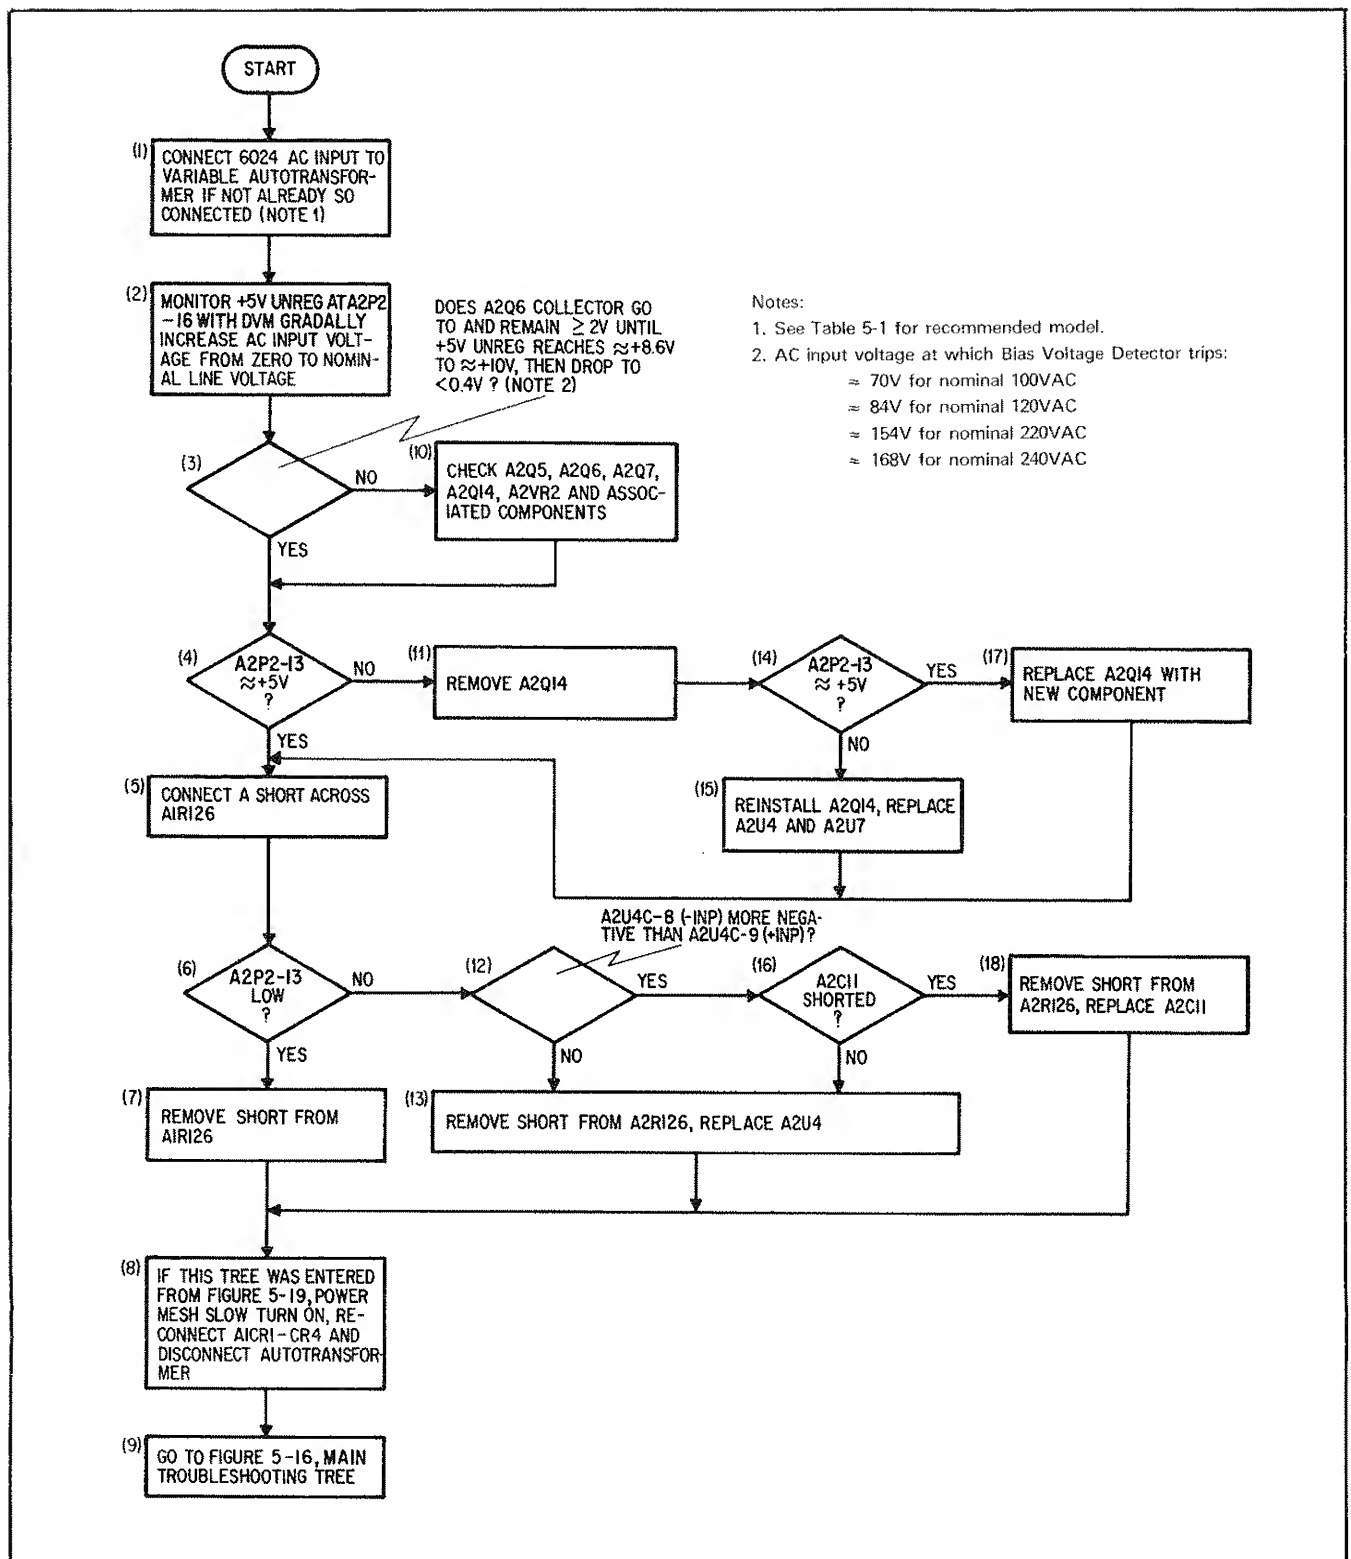 START
(1)
CONNECT 6024 AC INPUT TO
VARIABLE AUTOTRANSFOR-
MER IF NOT ALREADY SO
CONNECTED (NOTE 1)
(2)
MONITOR +5V UNREG AT A2P2
-16 WITH DVM GRADALLY
INCREASE AC INPUT VOLT-
AGE FROM ZERO TO NOMIN-
AL LINE VOLTAGE
DOES A2Q6 COLLECTOR GO
TO AND REMAIN ≥ 2V UNTIL
+5V UNREG REACHES ≈+8.6V
TO ≈+10V, THEN DROP TO
<0.4V ? (NOTE 2)
Notes:
1. See Table 5-1 for recommended model.
2. AC input voltage at which Bias Voltage Detector trips:
≈ 70V for nominal 100VAC
≈ 84V for nominal 120VAC
≈ 154V for nominal 220VAC
≈ 168V for nominal 240VAC
(3)
NO
YES
(10)
CHECK A2Q5, A2Q6, A2Q7,
A2Q14, A2VR2 AND ASSOC-
IATED COMPONENTS
(4)
A2P2-13
≈+5V
?
NO
YES
(11)
REMOVE A2Q14
(14)
A2P2-13
≈ +5V
?
YES
NO
(17)
REPLACE A2Q14 WITH
NEW COMPONENT
(5)
CONNECT A SHORT ACROSS
A1R126
(15)
REINSTALL A2Q14, REPLACE
A2U4 AND A2U7
A2U4C-8 (-INP) MORE NEGA-
TIVE THAN A2U4C-9 (+INP)?
(6)
A2P2-13
LOW
?
NO
YES
(12)
YES
NO
(16)
A2C11
SHORTED
?
YES
NO
(18)
REMOVE SHORT FROM
A2R126, REPLACE A2C11
(7)
REMOVE SHORT FROM
A1R126
(13)
REMOVE SHORT FROM A2R126, REPLACE A2U4
(8)
IF THIS TREE WAS ENTERED
FROM FIGURE 5-19, POWER
MESH SLOW TURN ON, RE-
CONNECT A1CR1-CR4 AND
DISCONNECT AUTOTRANSFOR-
MER
(9)
GO TO FIGURE 5-16, MAIN
TROUBLESHOOTING TREE